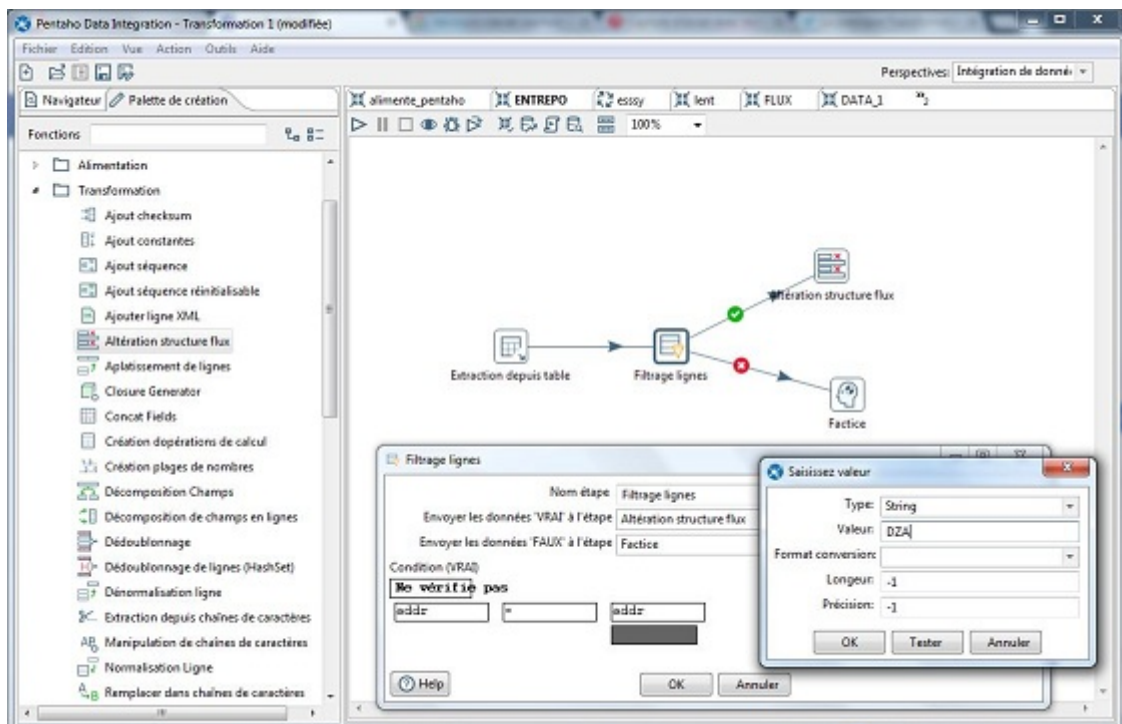 Pentaho Data Integration - Transformation 1 (modifiée)
Fichier Edition Vue Action Outils Aide
Perspectives: Intégration de donné
Navigateur Palette de création
alimente_pentaho ENTREPO esssy lent FLUX DATA_1 »2
Fonctions
100%
Alimentation
Transformation
Ajout checksum
Ajout constantes
Ajout séquence
Ajout séquence réinitialisable
Ajouter ligne XML
Altération structure flux
Aplatissement de lignes
Closure Generator
Concat Fields
Création dopérations de calcul
Création plages de nombres
Décomposition Champs
Décomposition de champs en lignes
Dédoublonnage
Dédoublonnage de lignes (HashSet)
Dénormalisation ligne
Extraction depuis chaînes de caractères
Manipulation de chaînes de caractères
Normalisation Ligne
Remplacer dans chaînes de caractères
Altération structure flux
Extraction depuis table
Filtrage lignes
Factice
Filtrage lignes
Nom étape Filtrage lignes
Envoyer les données 'VRAI' à l'étape Altération structure flux
Envoyer les données 'FAUX' à l'étape Factice
Condition (VRAI)
Ne vérifie pas
addr = addr
Help
OK Annuler
Saisissez valeur
Type: String
Valeur: DZA
Format conversion:
Longeur: -1
Précision: -1
OK Tester Annuler